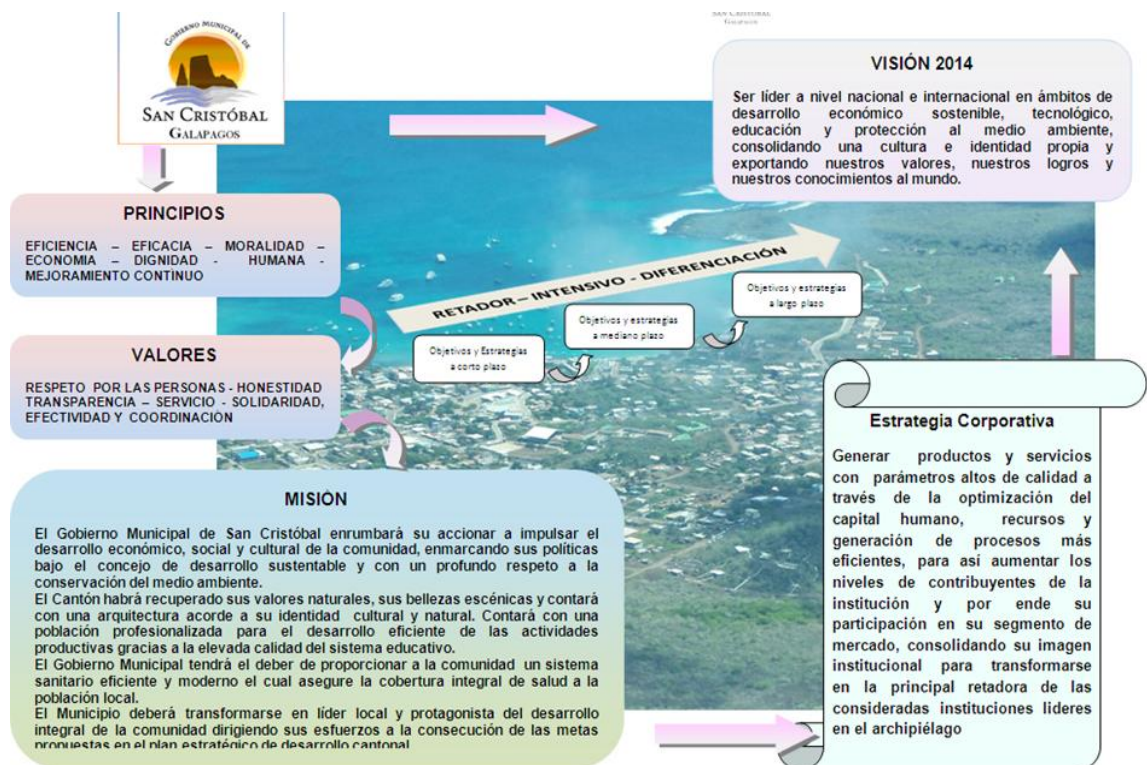 SAN CRISTÓBAL
GALAPAGOS
GOBIERNO MUNICIPAL DE
SAN CRISTÓBAL
GALAPAGOS
VISIÓN 2014
Ser líder a nivel nacional e internacional en ámbitos de
desarrollo económico sostenible, tecnológico,
educación y protección al medio ambiente,
consolidando una cultura e identidad propia y
exportando nuestros valores, nuestros logros y
nuestros conocimientos al mundo.
PRINCIPIOS
EFICIENCIA – EFICACIA – MORALIDAD –
ECONOMIA – DIGNIDAD - HUMANA -
MEJORAMIENTO CONTÌNUO
RETADOR – INTENSIVO - DIFERENCIACIÓN
Objetivos y Estrategias
a corto plazo
Objetivos y estrategias
a mediano plazo
Objetivos y estrategias
a largo plazo
VALORES
RESPETO POR LAS PERSONAS - HONESTIDAD
TRANSPARENCIA – SERVICIO - SOLIDARIDAD,
EFECTIVIDAD Y COORDINACIÓN
MISIÓN
El Gobierno Municipal de San Cristóbal enrumbará su accionar a impulsar el
desarrollo económico, social y cultural de la comunidad, enmarcando sus políticas
bajo el concejo de desarrollo sustentable y con un profundo respeto a la
conservación del medio ambiente.
El Cantón habrá recuperado sus valores naturales, sus bellezas escénicas y contará
con una arquitectura acorde a su identidad cultural y natural. Contará con una
población profesionalizada para el desarrollo eficiente de las actividades
productivas gracias a la elevada calidad del sistema educativo.
El Gobierno Municipal tendrá el deber de proporcionar a la comunidad un sistema
sanitario eficiente y moderno el cual asegure la cobertura integral de salud a la
población local.
El Municipio deberá transformarse en líder local y protagonista del desarrollo
integral de la comunidad dirigiendo sus esfuerzos a la consecución de las metas
propuestas en el plan estratégico de desarrollo cantonal
Estrategia Corporativa
Generar productos y servicios
con parámetros altos de calidad a
través de la optimización del
capital humano, recursos y
generación de procesos más
eficientes, para así aumentar los
niveles de contribuyentes de la
institución y por ende su
participación en su segmento de
mercado, consolidando su imagen
institucional para transformarse
en la principal retadora de las
consideradas instituciones lideres
en el archipiélago